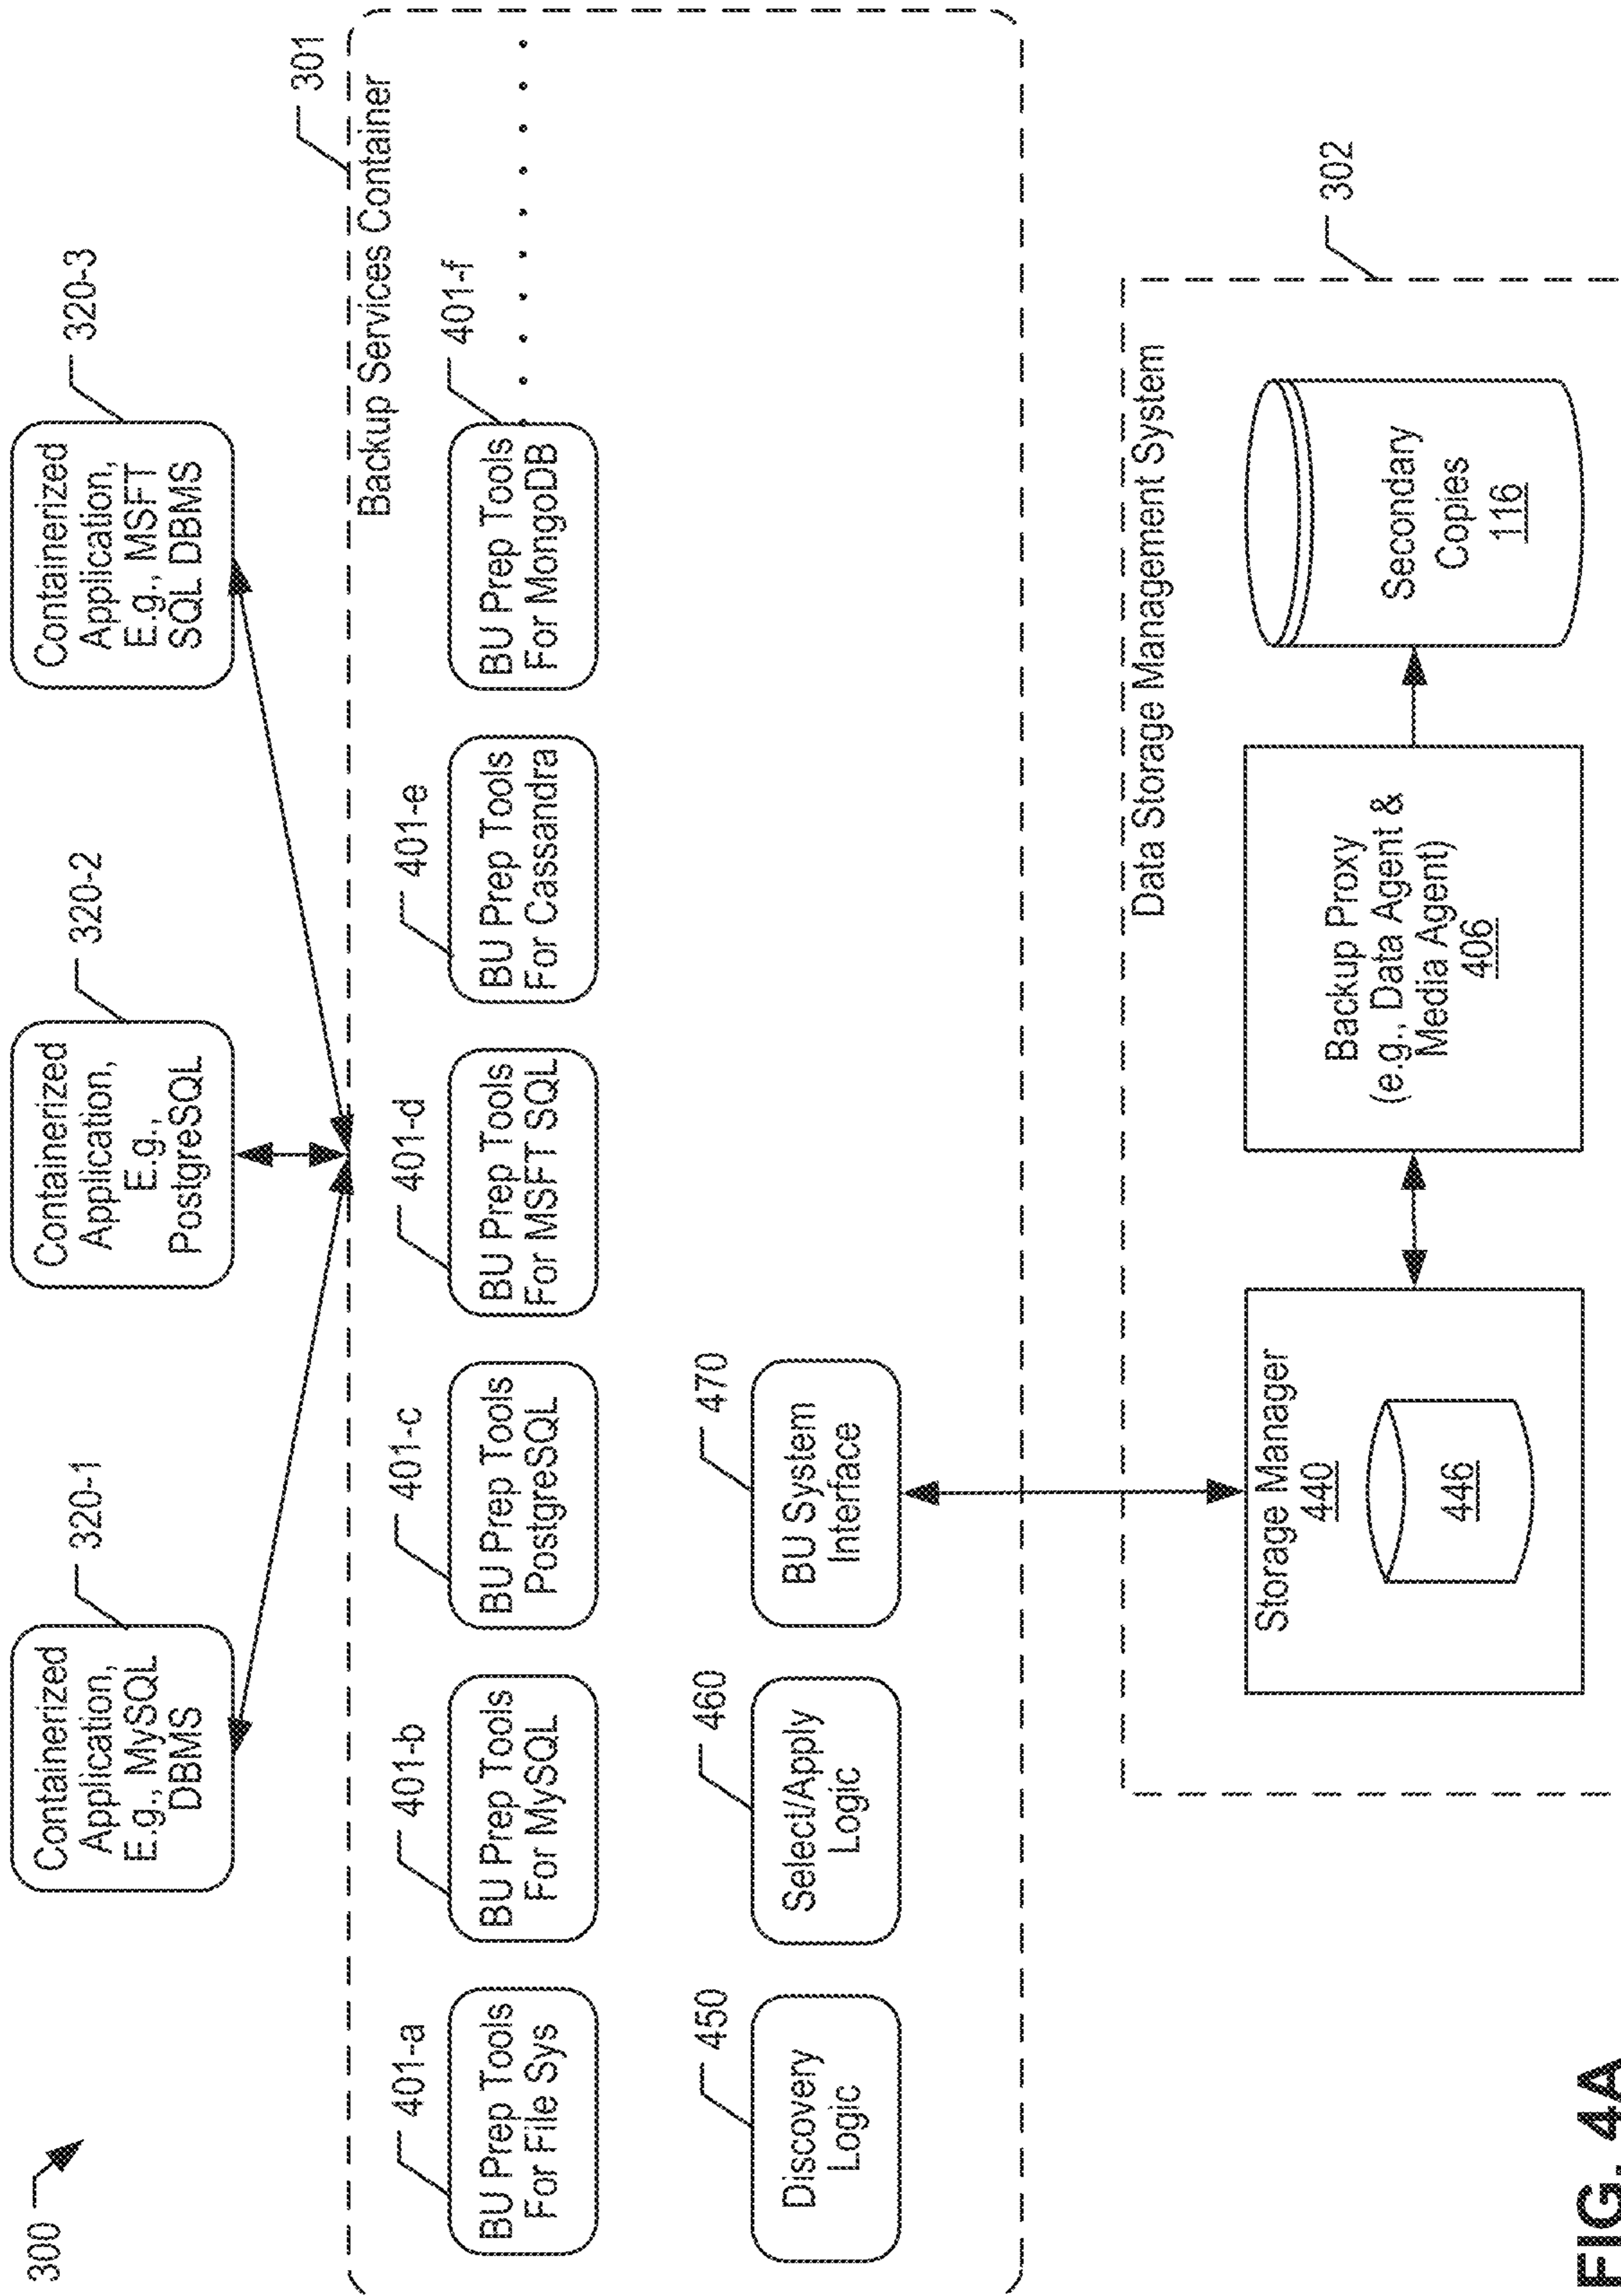 300
320-1
Containerized
Application,
E.g., MySQL
DBMS
320-2
Containerized
Application,
E.g.,
PostgreSQL
320-3
Containerized
Application,
E.g., MSFT
SQL DBMS
301
Backup Services Container
401-a
BU Prep Tools
For File Sys
401-b
BU Prep Tools
For MySQL
401-c
BU Prep Tools
PostgreSQL
401-d
BU Prep Tools
For MSFT SQL
401-e
BU Prep Tools
For Cassandra
401-f
BU Prep Tools
For MongoDB
450
Discovery
Logic
460
Select/Apply
Logic
470
BU System
Interface
302
Data Storage Management System
Storage Manager
440
446
Backup Proxy
(e.g., Data Agent &
Media Agent)
406
Secondary
Copies
116
FIG. 4A